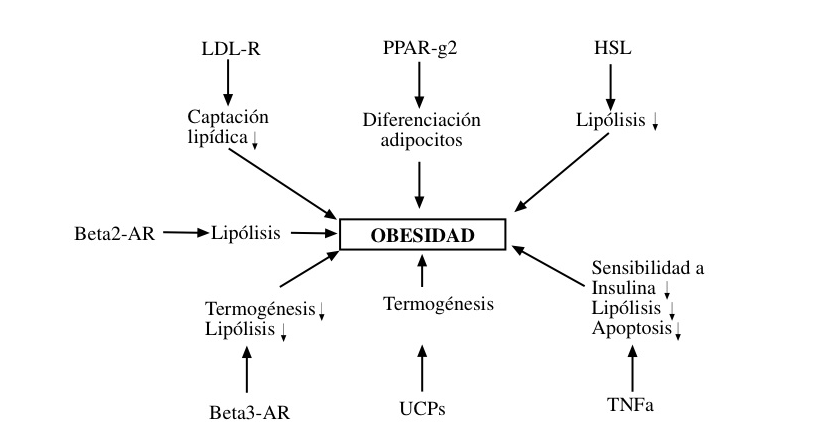 LDL-R
PPAR-g2
HSL
Captación
lipídica
Diferenciación
adipocitos
Lipólisis
Beta2-AR
Lipólisis
OBESIDAD
Termogénesis
Lipólisis
Termogénesis
Sensibilidad a
Insulina
Lipólisis
Apoptosis
Beta3-AR
UCPs
TNFa